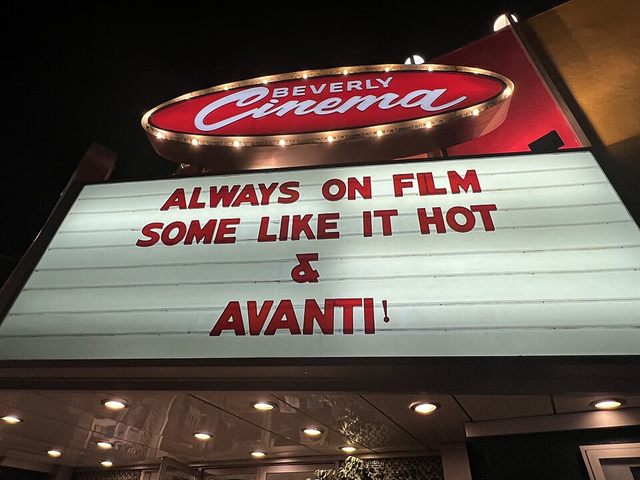 BEVERLY
Cinema
ALWAYS ON FILM
SOME LIKE IT HOT
&
AVANTI!